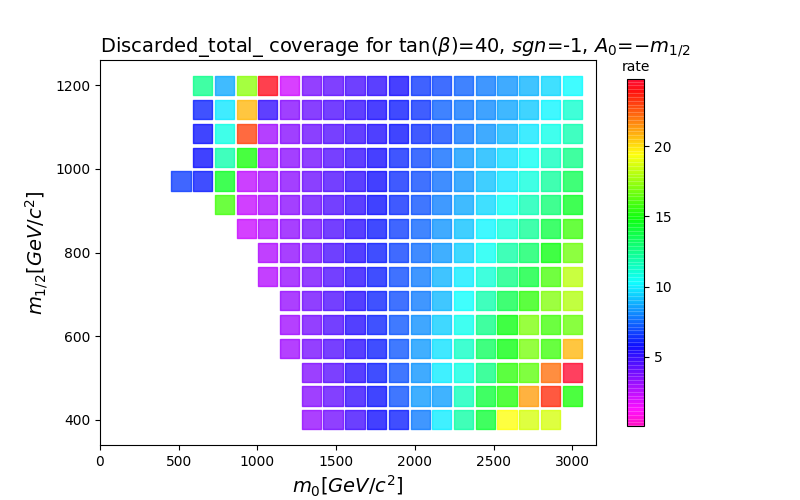 Discarded_total_ coverage for tan(β)=40, sgn=-1, A₀=−m₁/₂
rate
1200
1000
800
600
400
20
15
10
5
m₁/₂[GeV/c²]
0 500 1000 1500 2000 2500 3000
m₀[GeV/c²]